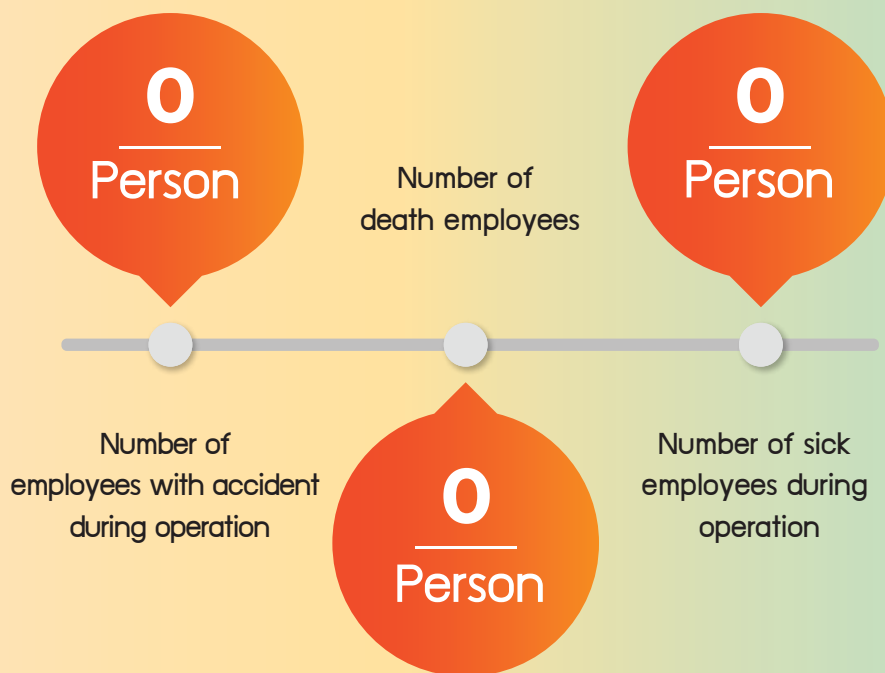 0
Person
Number of
employees with accident
during operation
Number of
death employees
0
Person
0
Person
Number of sick
employees during
operation